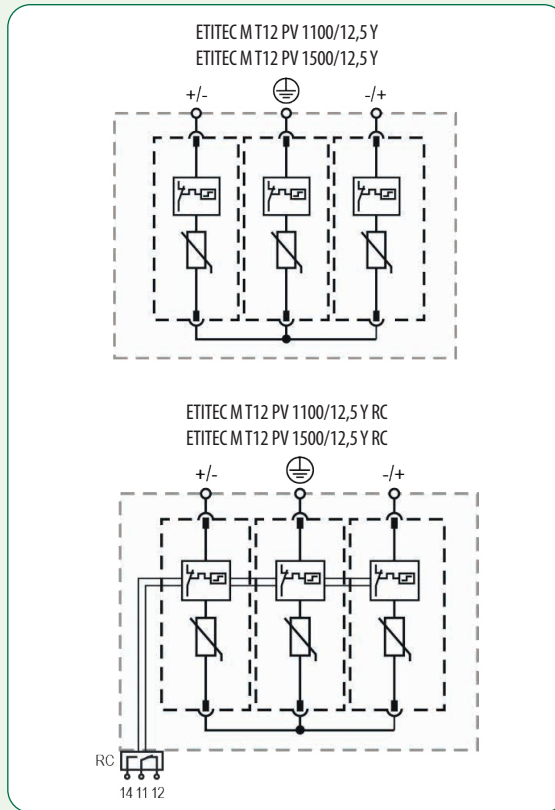 ETITEC M T12 PV 1100/12,5 Y
ETITEC M T12 PV 1500/12,5 Y
+/- -/+
ETITEC M T12 PV 1100/12,5 Y RC
ETITEC M T12 PV 1500/12,5 Y RC
+/- -/+
RC
14 11 12